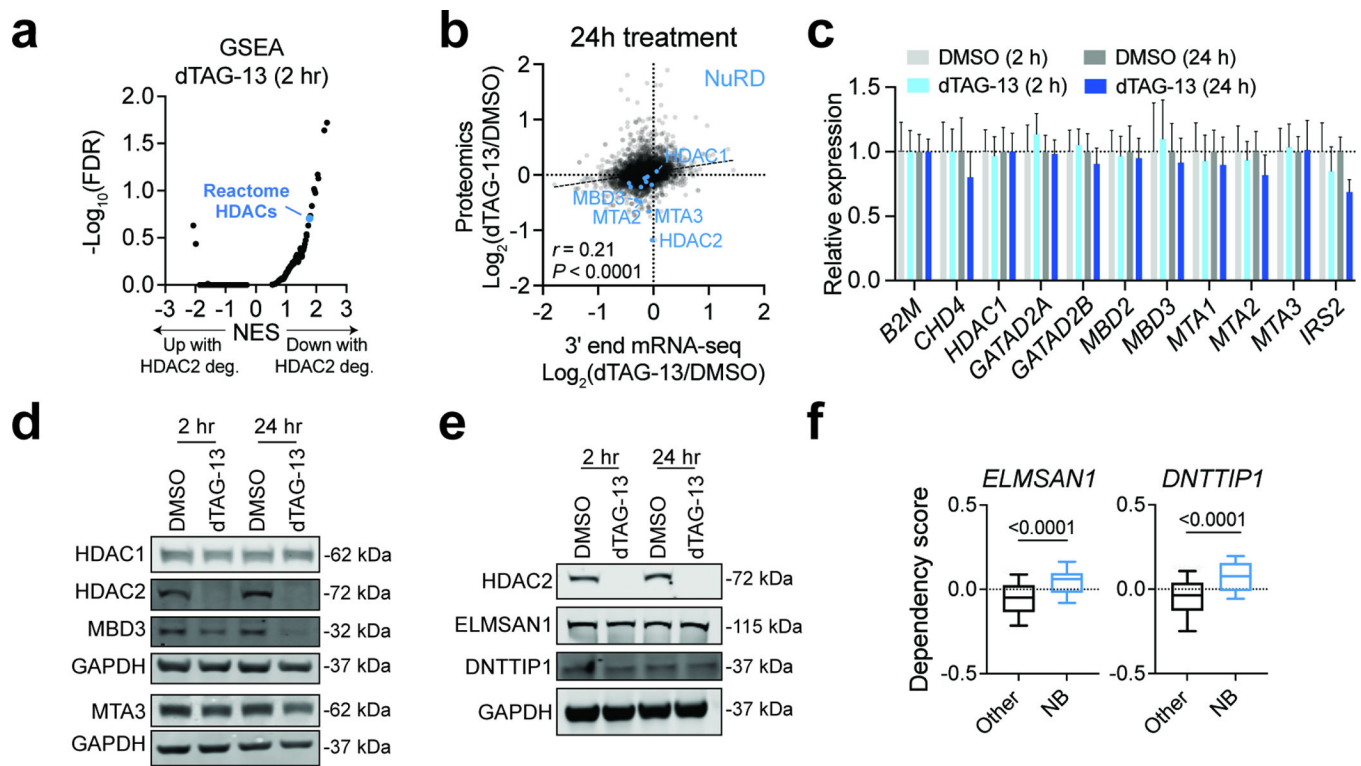 a
GSEA
dTAG-13 (2 hr)
-Log10(FDR)
2.0
1.5
1.0
0.5
0.0
Reactome
HDACs
-3 -2 -1 0 1 2 3
NES
Up with
HDAC2 deg.
Down with
HDAC2 deg.
b
24h treatment
Proteomics
Log2(dTAG-13/DMSO)
2
1
0
-1
-2
NuRD
HDAC1
MBD3
MTA2
MTA3
HDAC2
r = 0.21
P < 0.0001
-2 -1 0 1 2
3' end mRNA-seq
Log2(dTAG-13/DMSO)
c
DMSO (2 h) DMSO (24 h)
dTAG-13 (2 h) dTAG-13 (24 h)
Relative expression
1.5
1.0
0.5
0.0
B2M
CHD4
HDAC1
GATAD2A
GATAD2B
MBD2
MBD3
MTA1
MTA2
MTA3
IRS2
d
2 hr 24 hr
DMSO
dTAG-13
DMSO
dTAG-13
HDAC1 -62 kDa
HDAC2 -72 kDa
MBD3 -32 kDa
GAPDH -37 kDa
MTA3 -62 kDa
GAPDH -37 kDa
e
2 hr 24 hr
DMSO
dTAG-13
DMSO
dTAG-13
HDAC2 -72 kDa
ELMSAN1 -115 kDa
DNTTIP1 -37 kDa
GAPDH -37 kDa
f
Dependency score
ELMSAN1
0.5
0.0
-0.5
<0.0001
Other NB
DNTTIP1
0.5
0.0
-0.5
<0.0001
Other NB